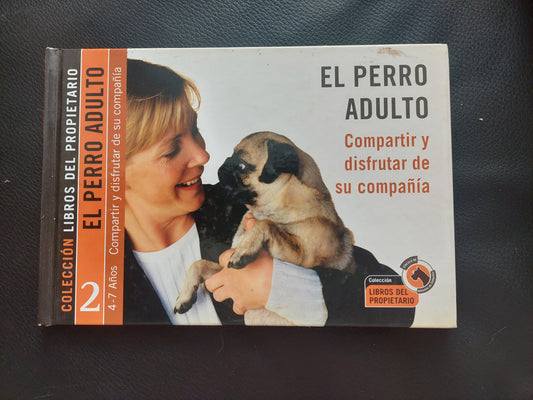 COLECCIÓN LIBROS DEL PROPIETARIO
EL PERRO ADULTO
2
4-7 Años Compartir y disfrutar de su compañía
EL PERRO
ADULTO
Compartir y
disfrutar de
su compañía
Colección
LIBROS DEL
PROPIETARIO